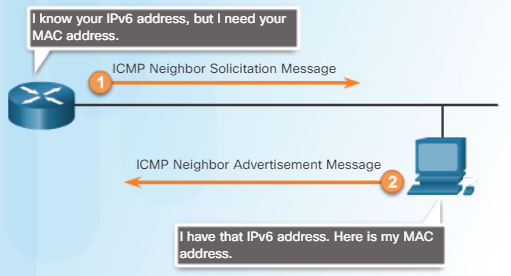 I know your IPv6 address, but I need your
MAC address.
1
ICMP Neighbor Solicitation Message
ICMP Neighbor Advertisement Message
2
I have that IPv6 address. Here is my MAC
address.